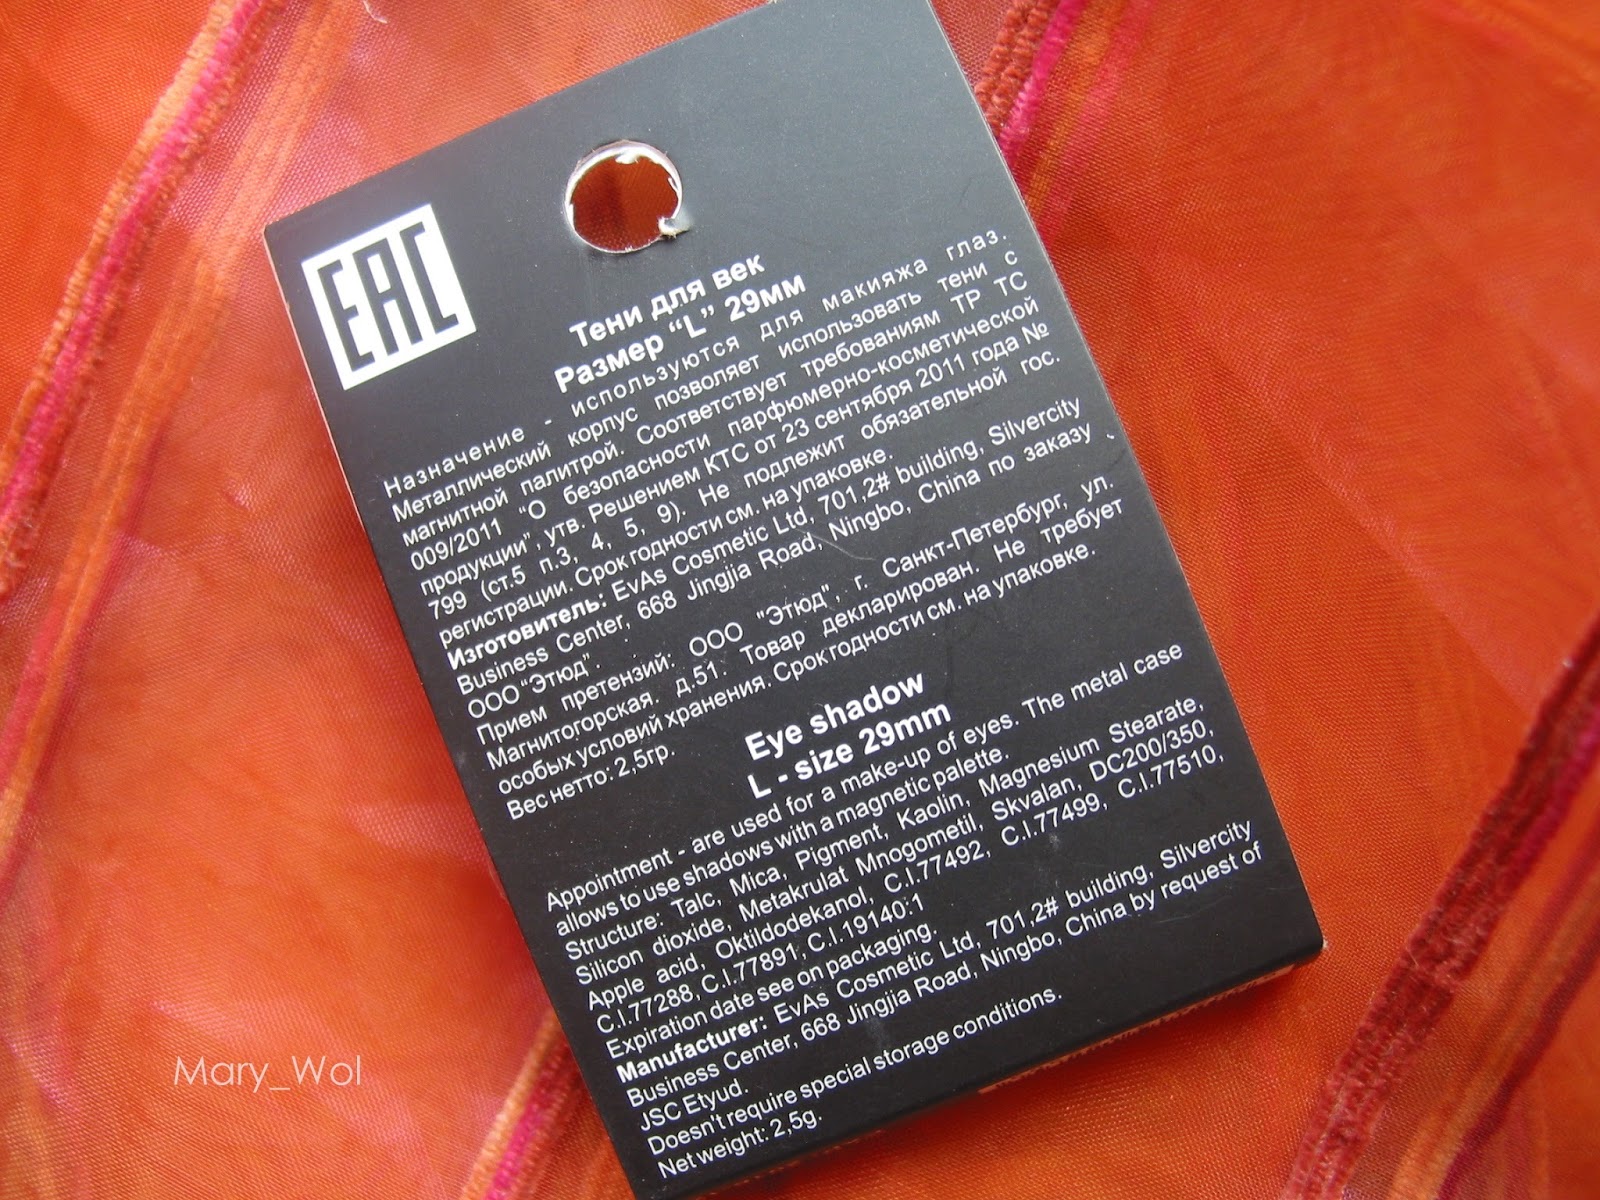 EAC
Тени для век
Размер “L” 29мм
Назначение - используются для макияжа глаз.
Металлический корпус позволяет использовать тени с
магнитной палитрой. Соответствует требованиям ТР ТС
009/2011 “О безопасности парфюмерно-косметической
продукции”, утв. Решением КТС от 23 сентября 2011 года №
799 (ст.5 п.3, 4, 5, 9). Не подлежит обязательной гос.
регистрации. Срок годности см. на упаковке.
Изготовитель: EvAs Cosmetic Ltd, 701,2# building, Silvercity
Business Center, 668 Jingjia Road, Ningbo, China по заказу
ООО “Этюд”.
Прием претензий: ООО “Этюд”, г. Санкт-Петербург, ул.
Магнитогорская. д.51. Товар декларирован. Не требует
особых условий хранения. Срок годности см. на упаковке.
Вес нетто: 2,5гр.
Eye shadow
L - size 29mm
Appointment - are used for a make-up of eyes. The metal case
allows to use shadows with a magnetic palette.
Structure: Talc, Mica, Pigment, Kaolin, Magnesium Stearate,
Silicon dioxide, Metakrulat Mnogometil, Skvalan, DC200/350,
Apple acid, Oktildodekanol, C.I.77492, C.I.77499, C.I.77510,
C.I.77288, C.I.77891, C.I.19140:1
Expiration date see on packaging.
Manufacturer: EvAs Cosmetic Ltd, 701,2# building, Silvercity
Business Center, 668 Jingjia Road, Ningbo, China by request of
JSC Etyud.
Doesn't require special storage conditions.
Net weight: 2,5g.
Mary_Wol